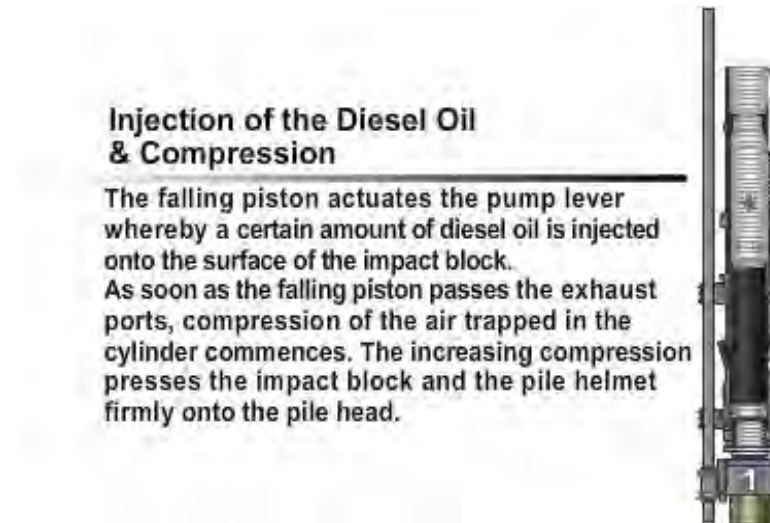 Injection of the Diesel Oil
& Compression
The falling piston actuates the pump lever
whereby a certain amount of diesel oil is injected
onto the surface of the impact block.
As soon as the falling piston passes the exhaust
ports, compression of the air trapped in the
cylinder commences. The increasing compression
presses the impact block and the pile helmet
firmly onto the pile head.
1